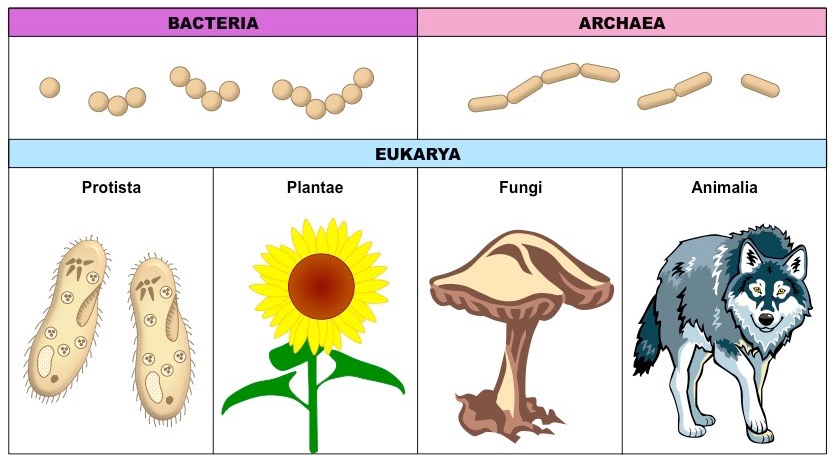 BACTERIA
ARCHAEA
EUKARYA
Protista
Plantae
Fungi
Animalia